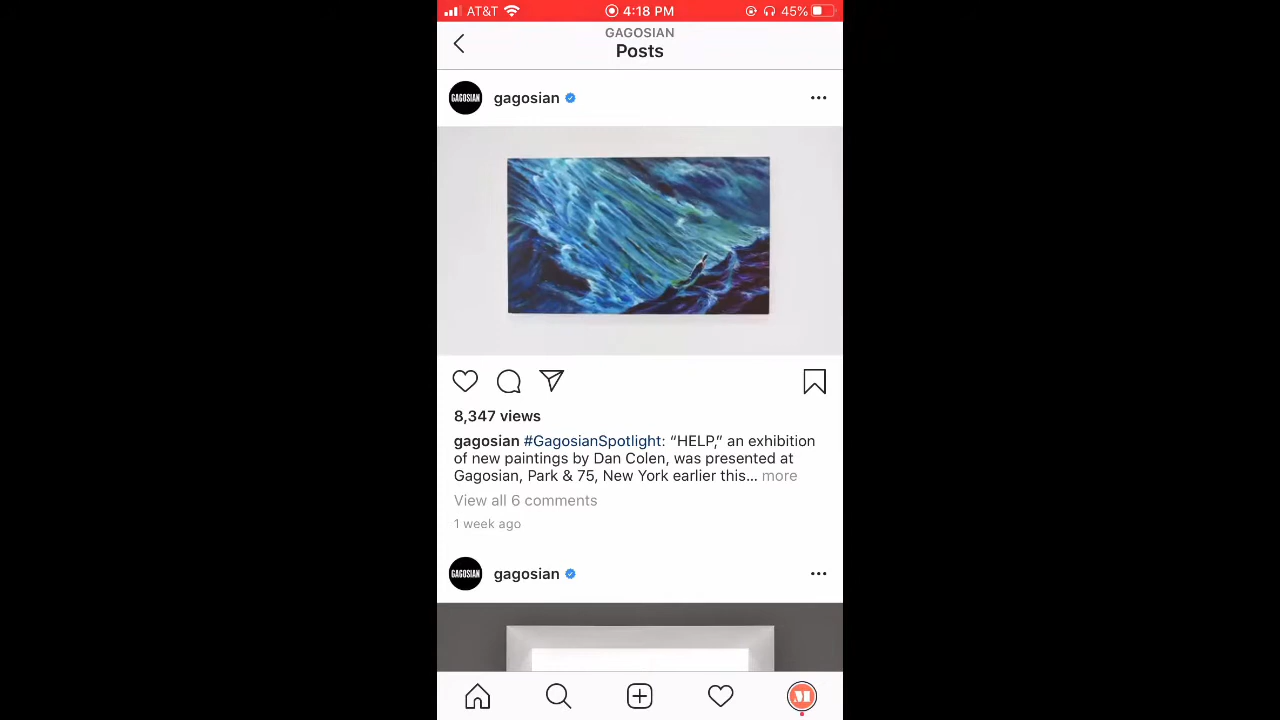 AT&T 4:18 PM 45%
GAGOSIAN
Posts
GAGOSIAN gagosian
8,347 views
gagosian #GagosianSpotlight: “HELP,” an exhibition
of new paintings by Dan Colen, was presented at
Gagosian, Park & 75, New York earlier this... more
View all 6 comments
1 week ago
GAGOSIAN gagosian